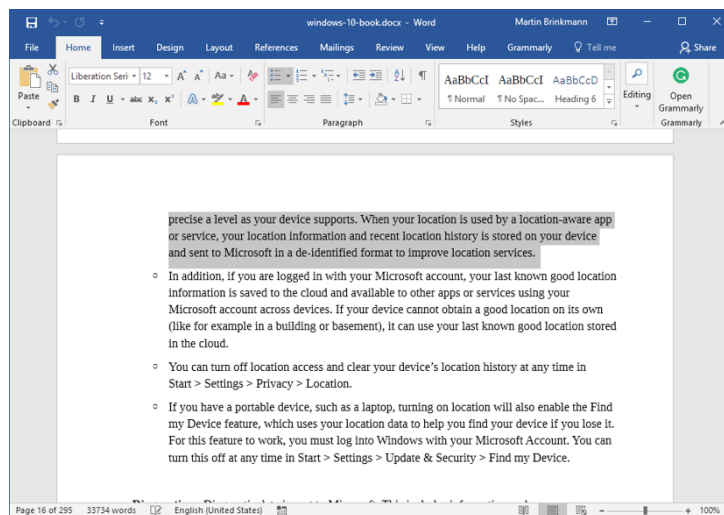 windows-10-book.docx - Word
Martin Brinkmann
File Home Insert Design Layout References Mailings Review View Help Grammarly Tell me Share
Paste
Liberation Seri 12 A A Aa
B I U abc X₂ X² A ab A
AaBbCcI AaBbCcI AaBbCcD
¶ Normal ¶ No Spac... Heading 6
Editing
Open
Grammarly
Clipboard Font Paragraph Styles Grammarly
precise a level as your device supports. When your location is used by a location-aware app
or service, your location information and recent location history is stored on your device
and sent to Microsoft in a de-identified format to improve location services.
In addition, if you are logged in with your Microsoft account, your last known good location
information is saved to the cloud and available to other apps or services using your
Microsoft account across devices. If your device cannot obtain a good location on its own
(like for example in a building or basement), it can use your last known good location stored
in the cloud.
You can turn off location access and clear your device’s location history at any time in
Start > Settings > Privacy > Location.
If you have a portable device, such as a laptop, turning on location will also enable the Find
my Device feature, which uses your location data to help you find your device if you lose it.
For this feature to work, you must log into Windows with your Microsoft Account. You can
turn this off at any time in Start > Settings > Update & Security > Find my Device.
Page 16 of 295 33734 words English (United States) 100%